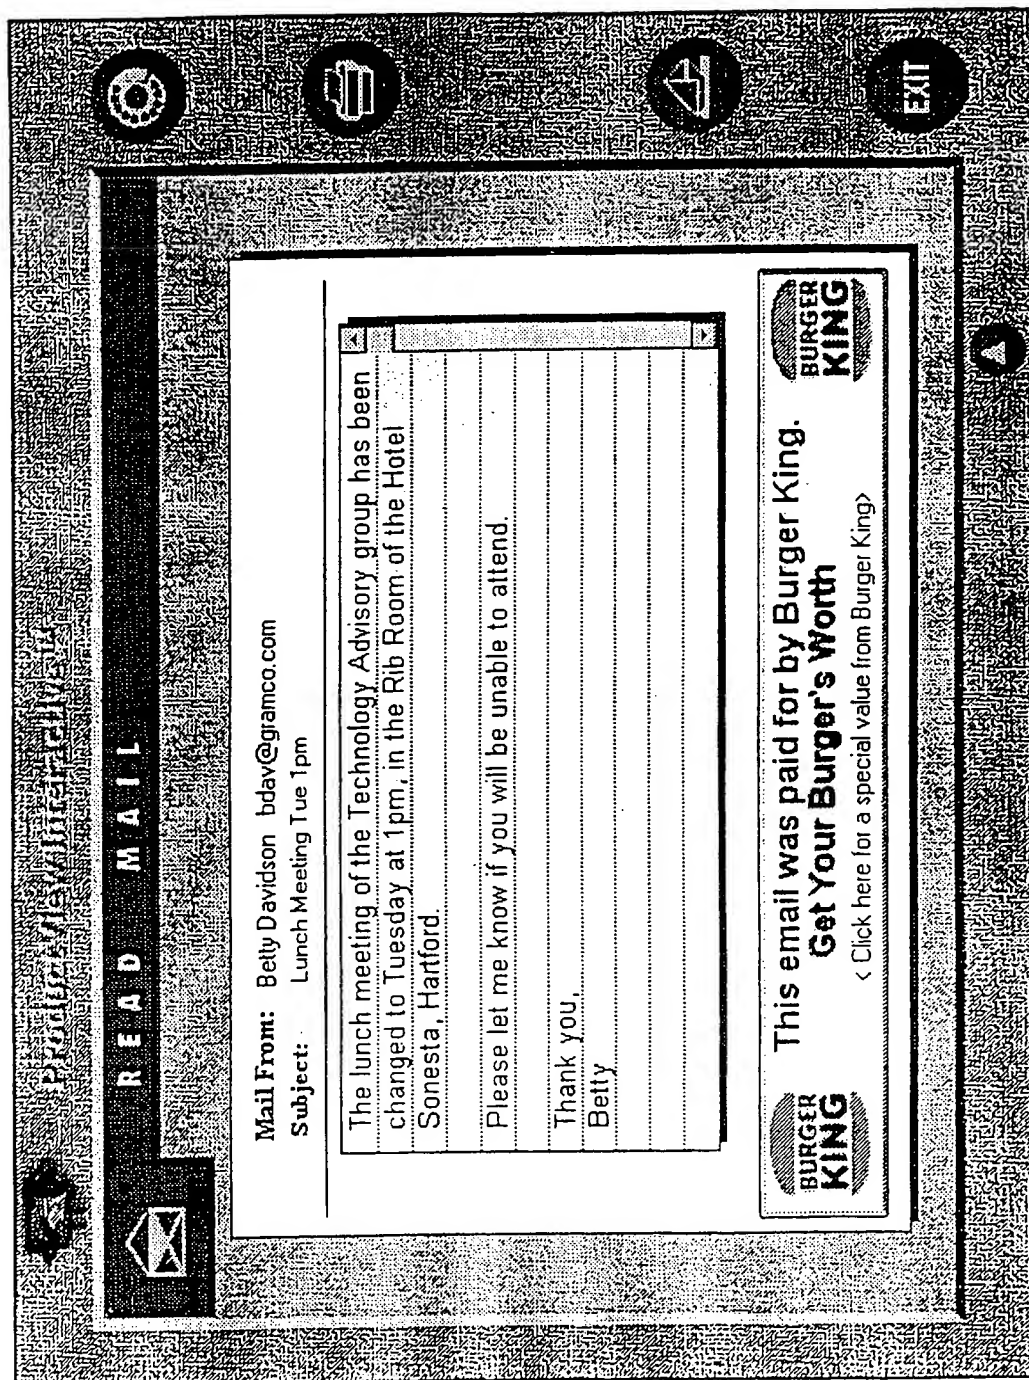 ProductView Interactive™
READ MAIL
Mail From: Betty Davidson bdav@gramco.com
Subject: Lunch Meeting Tue 1pm
The lunch meeting of the Technology Advisory group has been
changed to Tuesday at 1pm, in the Rib Room of the Hotel
Sonesta, Hartford.
Please let me know if you will be unable to attend.
Thank you,
Betty
BURGER
KING
This email was paid for by Burger King.
Get Your Burger's Worth
< Click here for a special value from Burger King>
BURGER
KING
EXIT